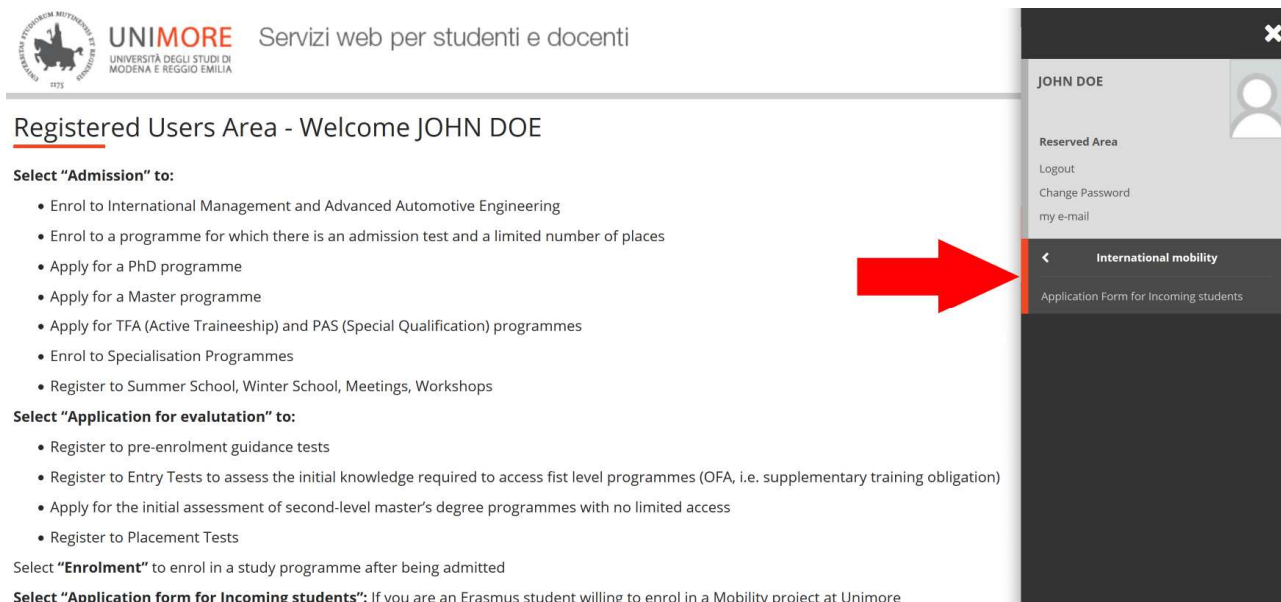 UNIVERSITAS STUDIORUM MUTINENSIS ET REGIENSIS
1175
UNIMORE
UNIVERSITÀ DEGLI STUDI DI
MODENA E REGGIO EMILIA
Servizi web per studenti e docenti
Registered Users Area - Welcome JOHN DOE
Select “Admission” to:
• Enrol to International Management and Advanced Automotive Engineering
• Enrol to a programme for which there is an admission test and a limited number of places
• Apply for a PhD programme
• Apply for a Master programme
• Apply for TFA (Active Traineeship) and PAS (Special Qualification) programmes
• Enrol to Specialisation Programmes
• Register to Summer School, Winter School, Meetings, Workshops
Select “Application for evalutation” to:
• Register to pre-enrolment guidance tests
• Register to Entry Tests to assess the initial knowledge required to access fist level programmes (OFA, i.e. supplementary training obligation)
• Apply for the initial assessment of second-level master’s degree programmes with no limited access
• Register to Placement Tests
Select “Enrolment” to enrol in a study programme after being admitted
Select “Application form for Incoming students”: If you are an Erasmus student willing to enrol in a Mobility project at Unimore
JOHN DOE
Reserved Area
Logout
Change Password
my e-mail
International mobility
Application Form for Incoming students